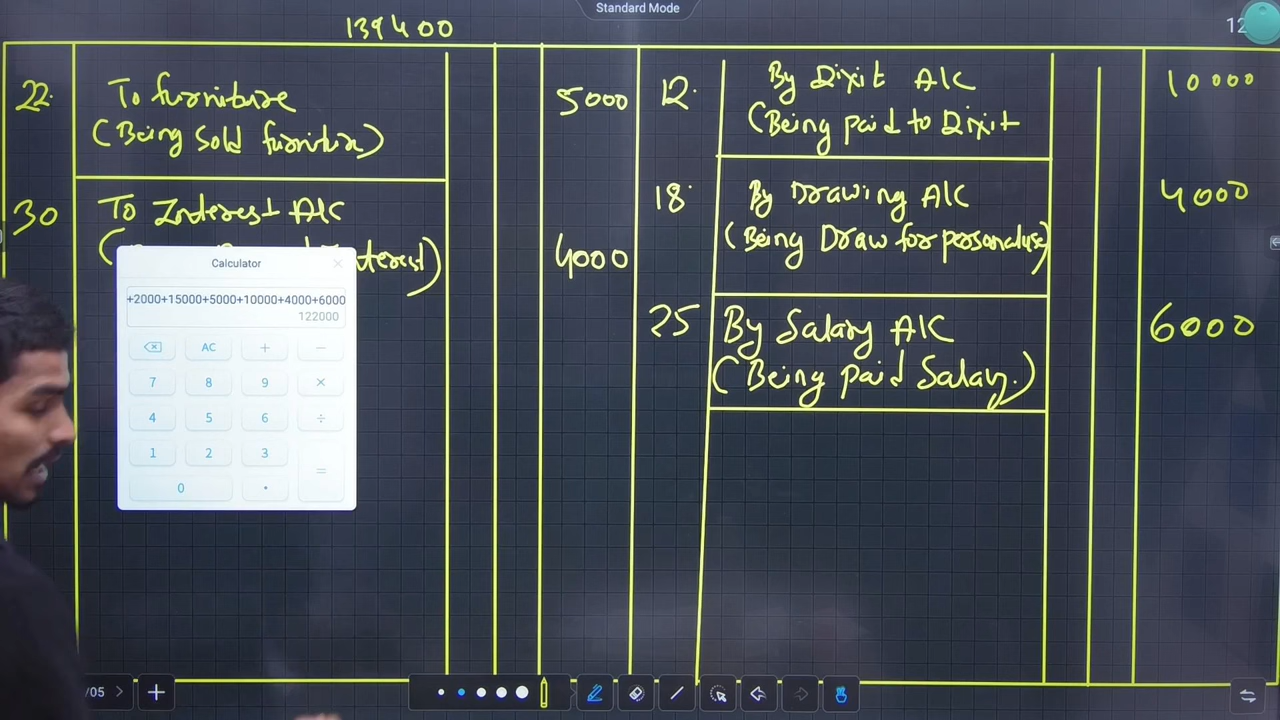 Standard Mode
139400
12
22. To furniture 5000
(Being Sold furniture)
30 To Interest A/C
terest) 4000
12. By Dixit A/C 10000
(Being paid to Dixit
18. By Drawing A/C 4000
(Being Draw for personal use)
25 By Salary A/C 6000
(Being paid Salary.)
Calculator ×
+2000+15000+5000+10000+4000+6000
122000
AC + −
7 8 9 ×
4 5 6 ÷
1 2 3 =
0 .
/05 > +